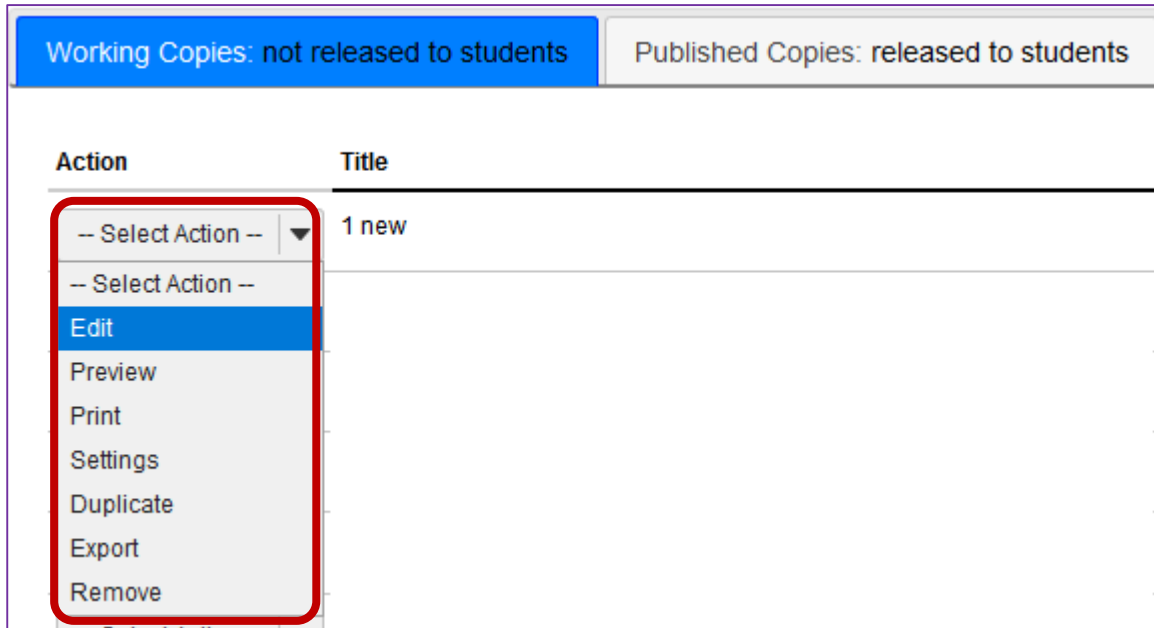 Working Copies: not released to students
Published Copies: released to students
Action
Title
-- Select Action --
1 new
-- Select Action --
Edit
Preview
Print
Settings
Duplicate
Export
Remove